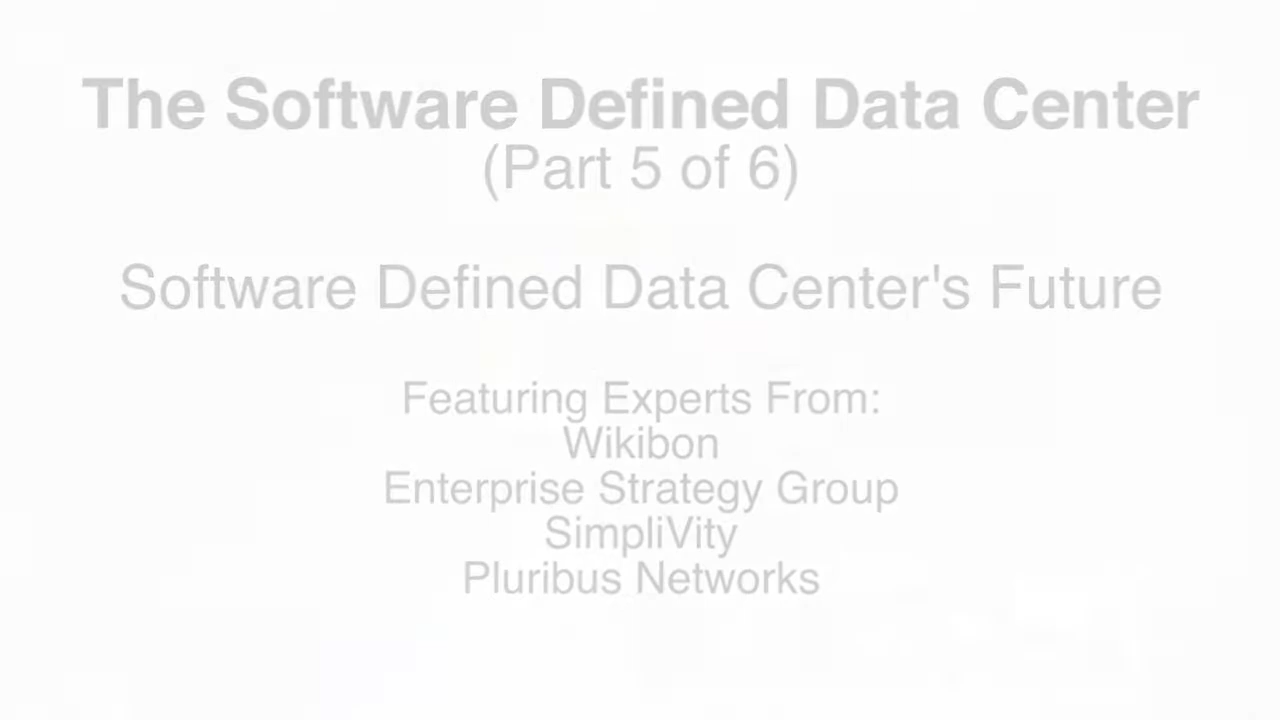 The Software Defined Data Center
(Part 5 of 6)
Software Defined Data Center's Future
Featuring Experts From:
Wikibon
Enterprise Strategy Group
SimpliVity
Pluribus Networks